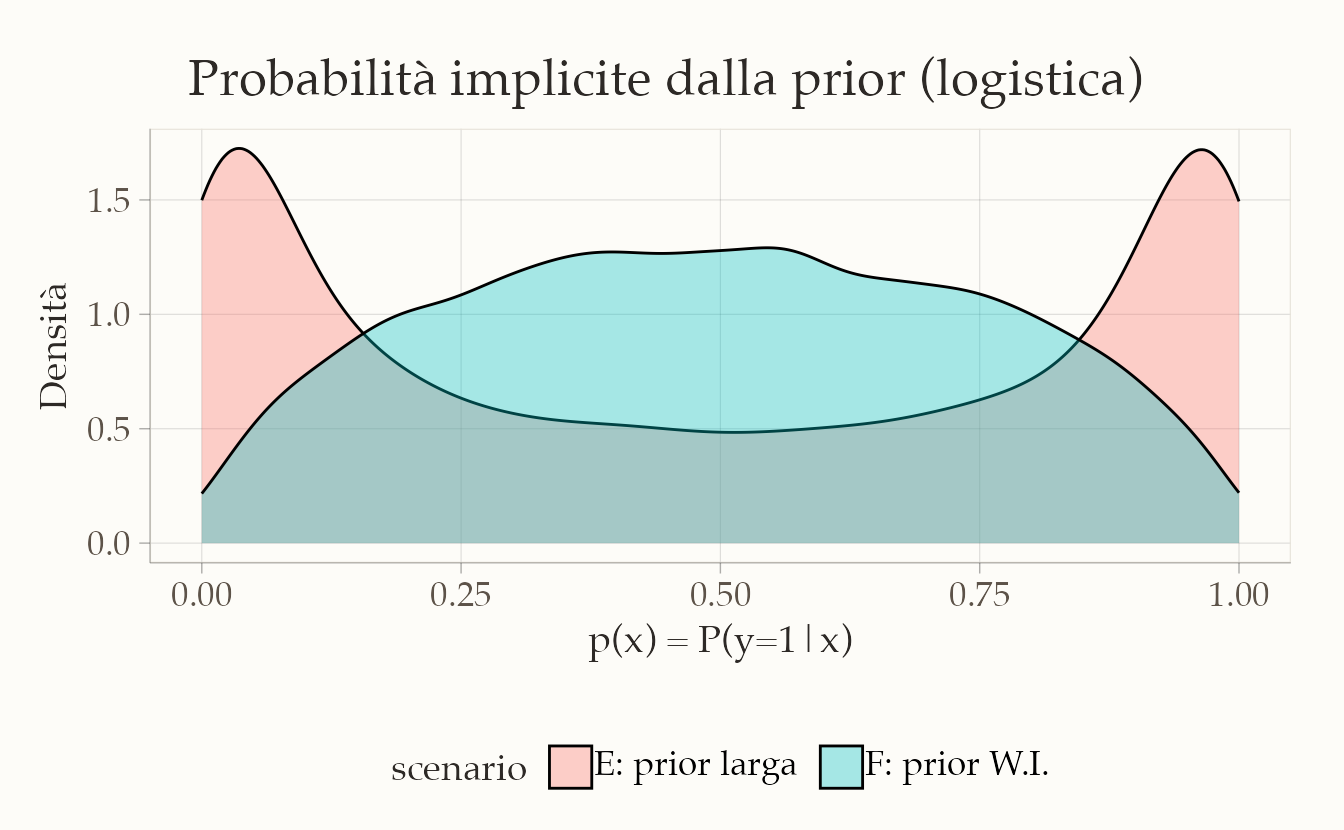 Probabilità implicite dalla prior (logistica)
Densità
1.5
1.0
0.5
0.0
0.00 0.25 0.50 0.75 1.00
p(x) = P(y=1 | x)
scenario E: prior larga F: prior W.I.